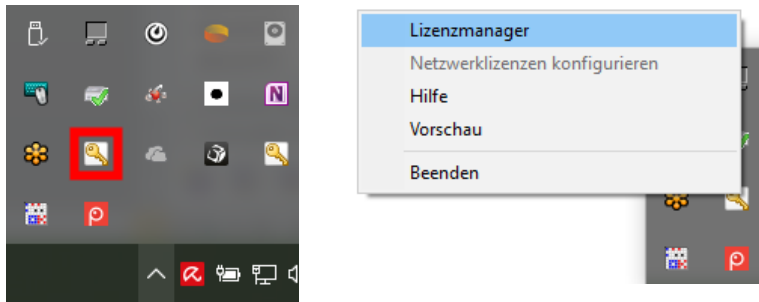 Lizenzmanager
Netzwerklizenzen konfigurieren
Hilfe
Vorschau
Beenden